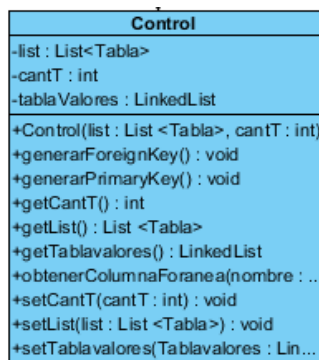 Control
-list : List<Tabla>
-cantT : int
-tablaValores : LinkedList
+Control(list : List <Tabla>, cantT : int)
+generarForeignKey() : void
+generarPrimaryKey() : void
+getCantT() : int
+getList() : List <Tabla>
+getTablavalores() : LinkedList
+obtenerColumnaForanea(nombre : ...
+setCantT(cantT : int) : void
+setList(list : List <Tabla>) : void
+setTablavalores(Tablavalores : Lin...